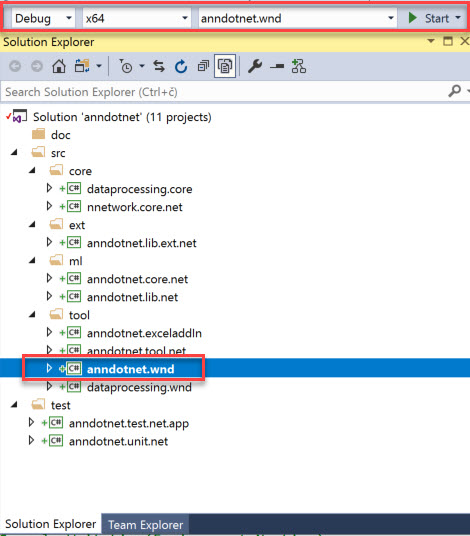 Debug x64 anndotnet.wnd Start
Solution Explorer
Search Solution Explorer (Ctrl+č)
Solution 'anndotnet' (11 projects)
doc
src
core
C# dataprocessing.core
C# nnetwork.core.net
ext
C# anndotnet.lib.ext.net
ml
C# anndotnet.core.net
C# anndotnet.lib.net
tool
C# anndotnet.exceladdIn
C# anndotnet.tool.net
C# anndotnet.wnd
C# dataprocessing.wnd
test
C# anndotnet.test.net.app
C# anndotnet.unit.net
Solution Explorer Team Explorer